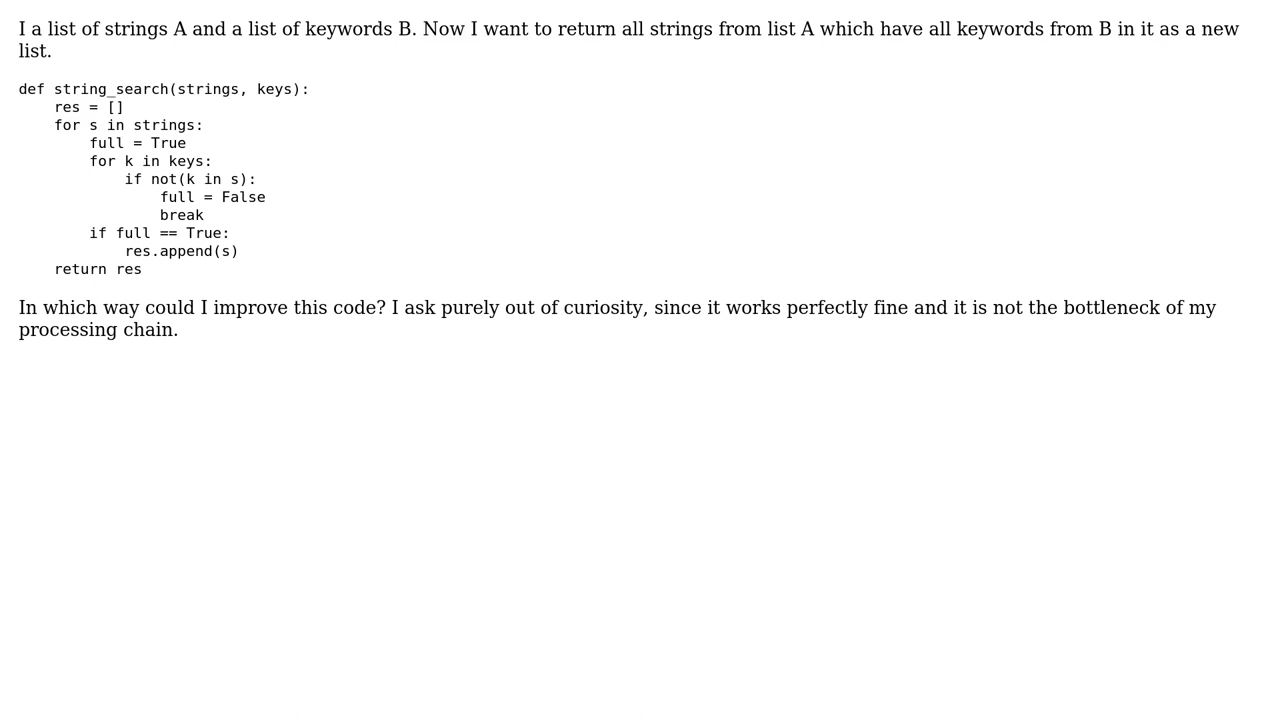 I a list of strings A and a list of keywords B. Now I want to return all strings from list A which have all keywords from B in it as a new
list.
def string_search(strings, keys):
    res = []
    for s in strings:
        full = True
        for k in keys:
            if not(k in s):
                full = False
                break
        if full == True:
            res.append(s)
    return res
In which way could I improve this code? I ask purely out of curiosity, since it works perfectly fine and it is not the bottleneck of my
processing chain.